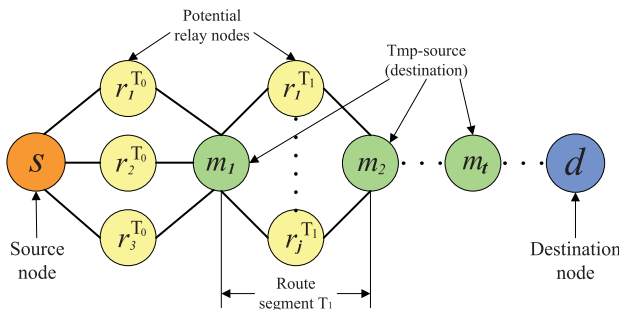 Potential
relay nodes
Tmp-source
(destination)
r₁ᵀ⁰
r₁ᵀ¹
s
r₂ᵀ⁰
m₁
m₂
mₜ
d
r₃ᵀ⁰
rⱼᵀ¹
Source
node
Route
segment T₁
Destination
node